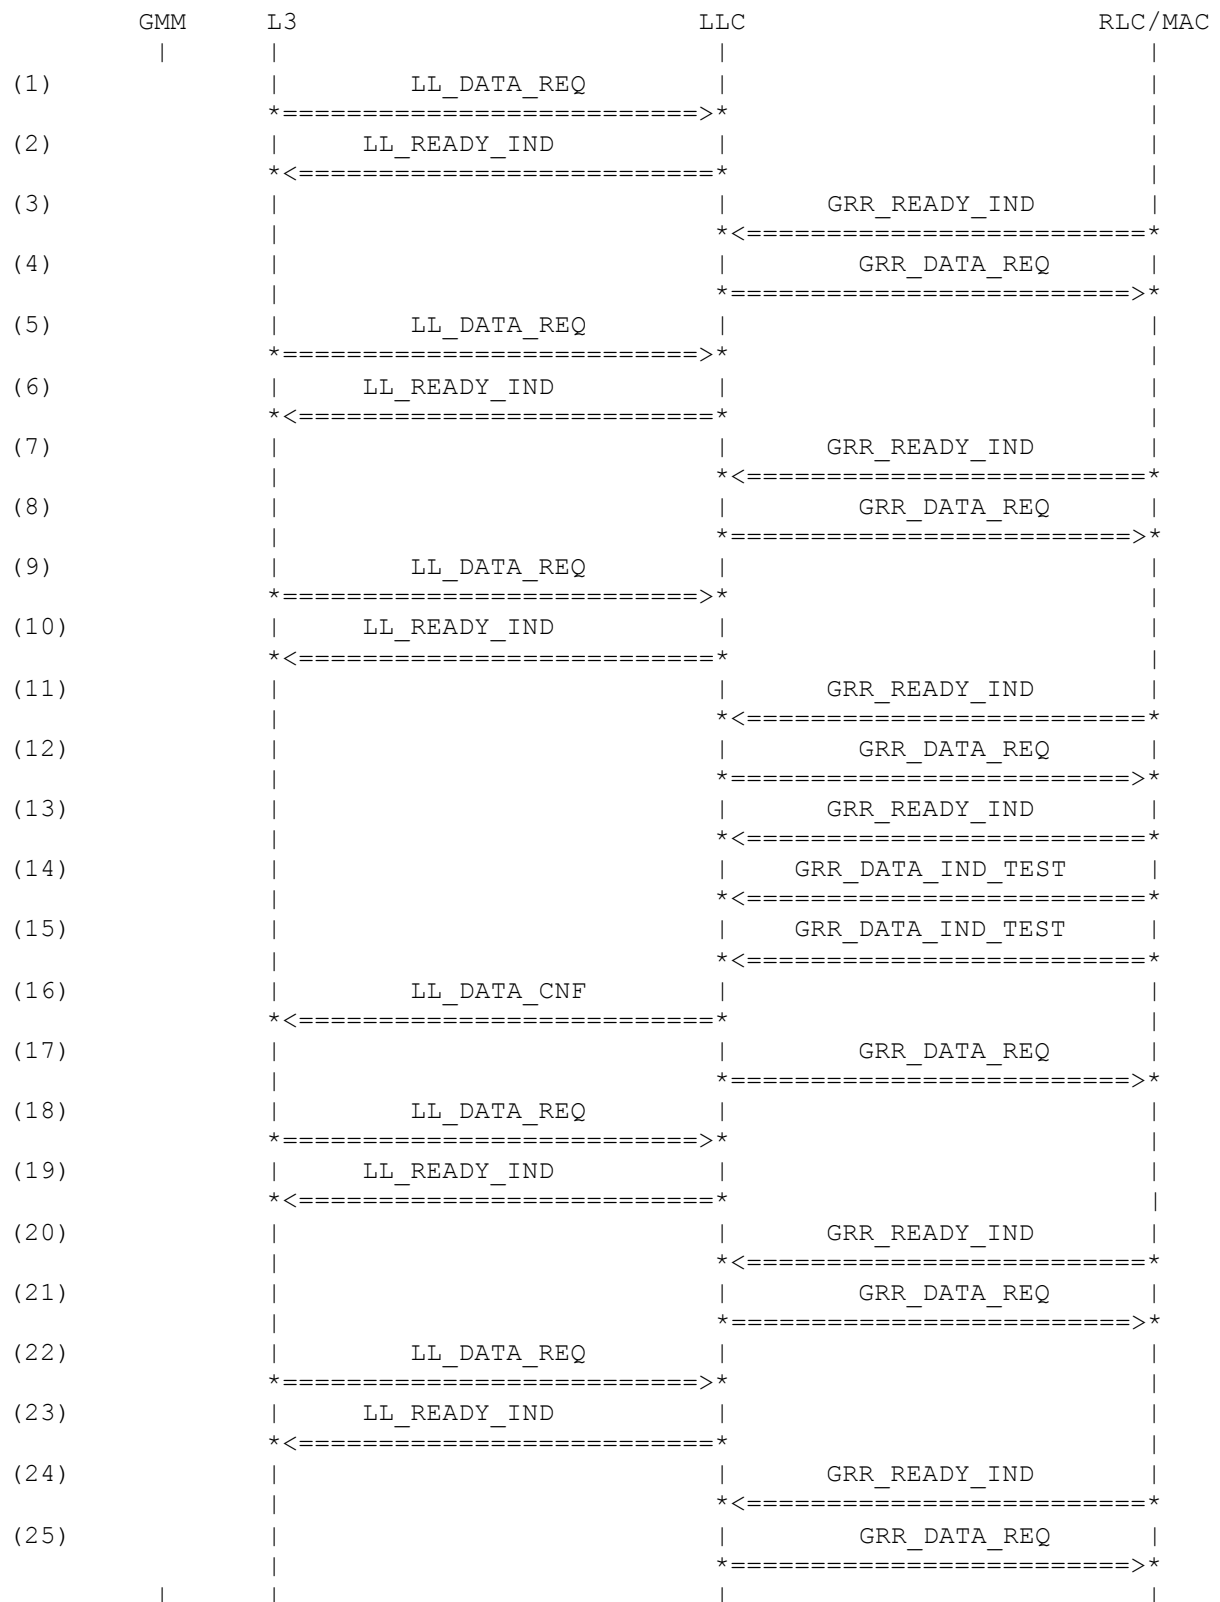 GMM L3 LLC RLC/MAC
| | | |
(1) | LL_DATA_REQ | |
*==========================>* |
(2) | LL_READY_IND | |
*<==========================* |
(3) | | GRR_READY_IND |
| *<=========================*
(4) | | GRR_DATA_REQ |
| *=========================>*
(5) | LL_DATA_REQ | |
*==========================>* |
(6) | LL_READY_IND | |
*<==========================* |
(7) | | GRR_READY_IND |
| *<=========================*
(8) | | GRR_DATA_REQ |
| *=========================>*
(9) | LL_DATA_REQ | |
*==========================>* |
(10) | LL_READY_IND | |
*<==========================* |
(11) | | GRR_READY_IND |
| *<=========================*
(12) | | GRR_DATA_REQ |
| *=========================>*
(13) | | GRR_READY_IND |
| *<=========================*
(14) | | GRR_DATA_IND_TEST |
| *<=========================*
(15) | | GRR_DATA_IND_TEST |
| *<=========================*
(16) | LL_DATA_CNF | |
*<==========================* |
(17) | | GRR_DATA_REQ |
| *=========================>*
(18) | LL_DATA_REQ | |
*==========================>* |
(19) | LL_READY_IND | |
*<==========================* |
(20) | | GRR_READY_IND |
| *<=========================*
(21) | | GRR_DATA_REQ |
| *=========================>*
(22) | LL_DATA_REQ | |
*==========================>* |
(23) | LL_READY_IND | |
*<==========================* |
(24) | | GRR_READY_IND |
| *<=========================*
(25) | | GRR_DATA_REQ |
| *=========================>*
| | | |